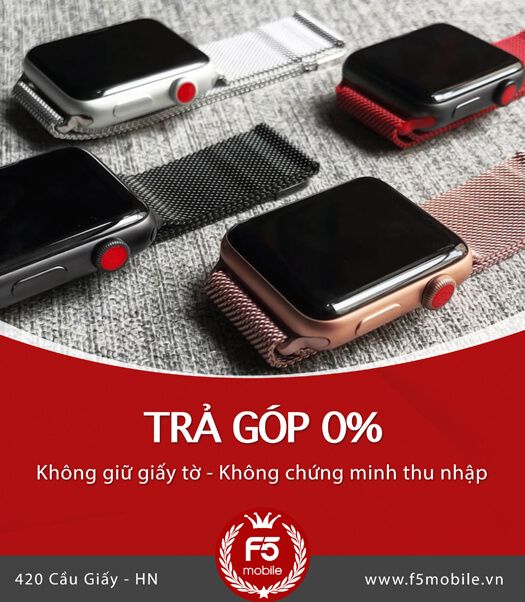 TRẢ GÓP 0%
Không giữ giấy tờ - Không chứng minh thu nhập
F5
mobile
420 Cầu Giấy - HN
www.f5mobile.vn